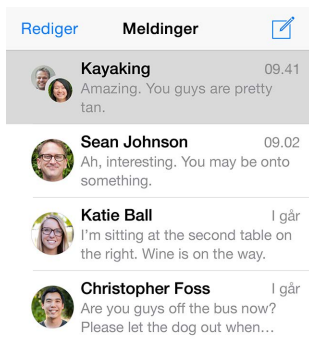 Rediger Meldinger
Kayaking 09.41
Amazing. You guys are pretty
tan.
Sean Johnson 09.02
Ah, interesting. You may be onto
something.
Katie Ball I går
I'm sitting at the second table on
the right. Wine is on the way.
Christopher Foss I går
Are you guys off the bus now?
Please let the dog out when…